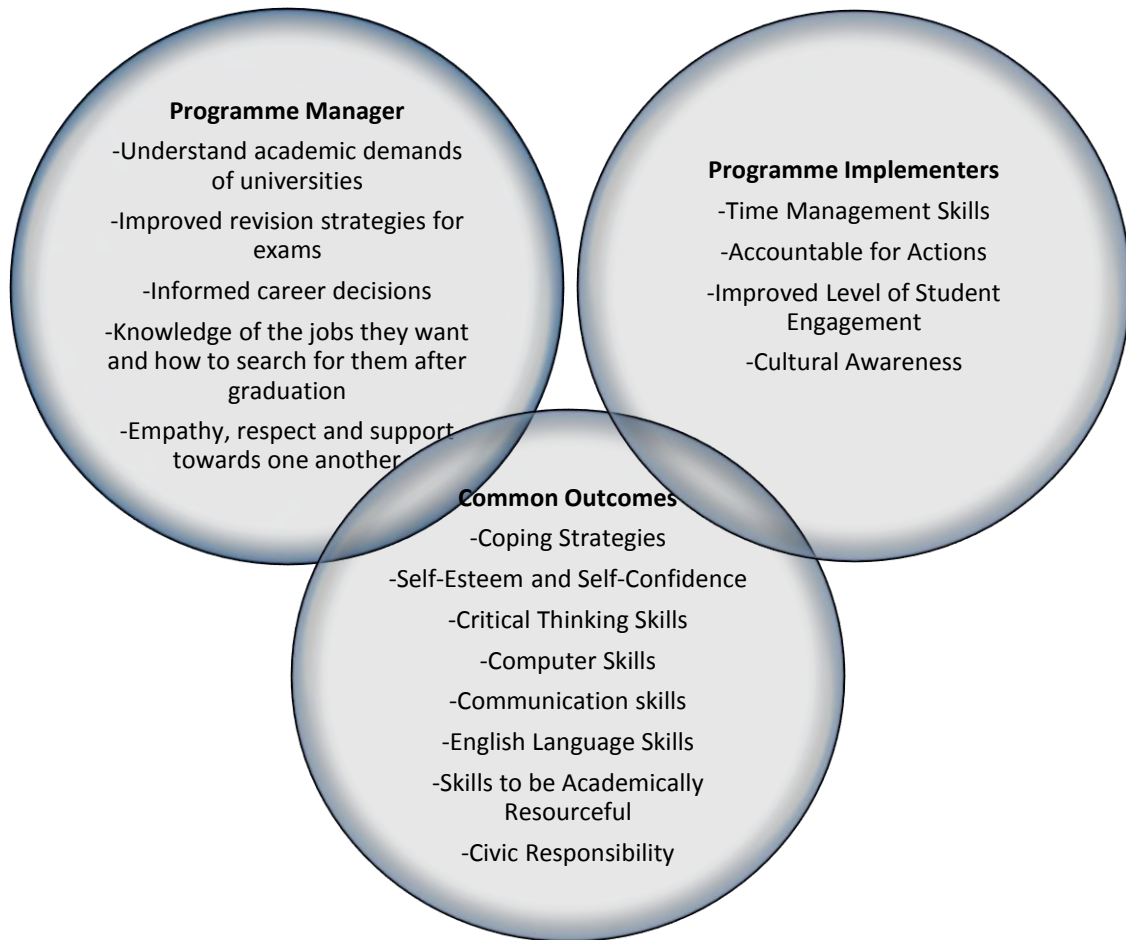 Programme Manager
-Understand academic demands
of universities
-Improved revision strategies for
exams
-Informed career decisions
-Knowledge of the jobs they want
and how to search for them after
graduation
-Empathy, respect and support
towards one another
Programme Implementers
-Time Management Skills
-Accountable for Actions
-Improved Level of Student
Engagement
-Cultural Awareness
Common Outcomes
-Coping Strategies
-Self-Esteem and Self-Confidence
-Critical Thinking Skills
-Computer Skills
-Communication skills
-English Language Skills
-Skills to be Academically
Resourceful
-Civic Responsibility